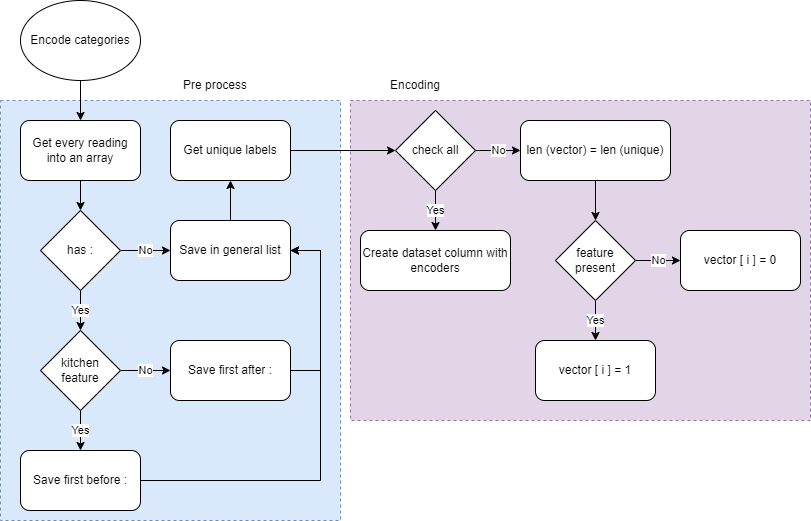 Encode categories
Pre process
Encoding
Get every reading
into an array
Get unique labels
check all
No
len (vector) = len (unique)
has :
No
Save in general list
Yes
Create dataset column with
encoders
feature
present
No
vector [ i ] = 0
Yes
kitchen
feature
No
Save first after :
Yes
vector [ i ] = 1
Yes
Save first before :